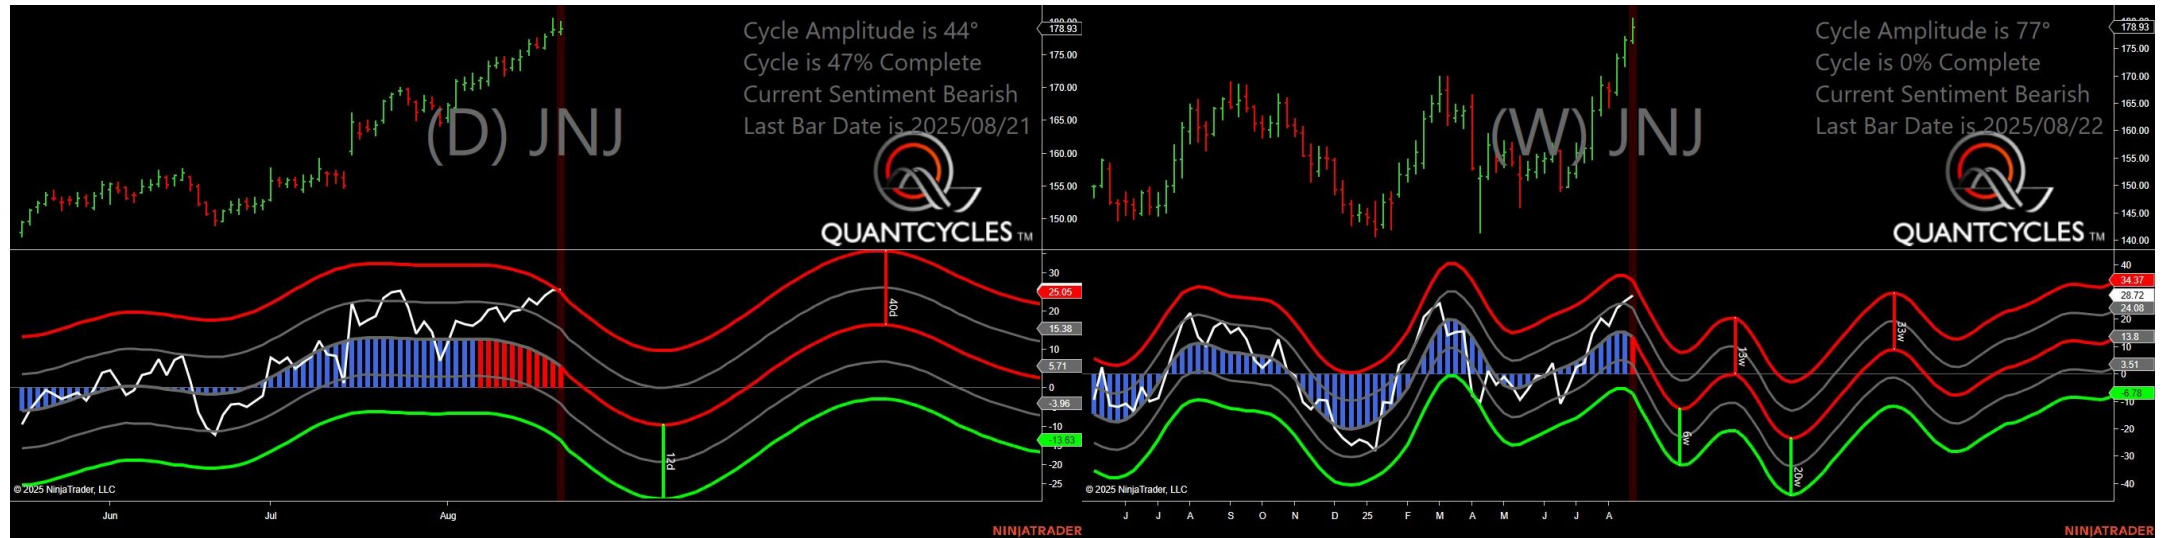 Cycle Amplitude is 44°
Cycle is 47% Complete
Current Sentiment Bearish
Last Bar Date is 2025/08/21
(D) JNJ
QUANTCYCLES TM
178.93
175.00
170.00
165.00
160.00
155.00
150.00
30
25.05
20
15.38
10
5.71
0
-3.96
-10
-13.63
-20
-25
40d
12d
© 2025 NinjaTrader, LLC
Jun Jul Aug
NINJATRADER
Cycle Amplitude is 77°
Cycle is 0% Complete
Current Sentiment Bearish
Last Bar Date is 2025/08/22
(W) JNJ
QUANTCYCLES TM
178.93
175.00
170.00
165.00
160.00
155.00
150.00
145.00
140.00
40
34.37
28.72
24.08
20
13.8
10
3.51
0
-6.78
-10
-20
-30
-40
6w
13w
20w
33w
© 2025 NinjaTrader, LLC
J J A S O N D 25 F M A M J J A
NINJATRADER